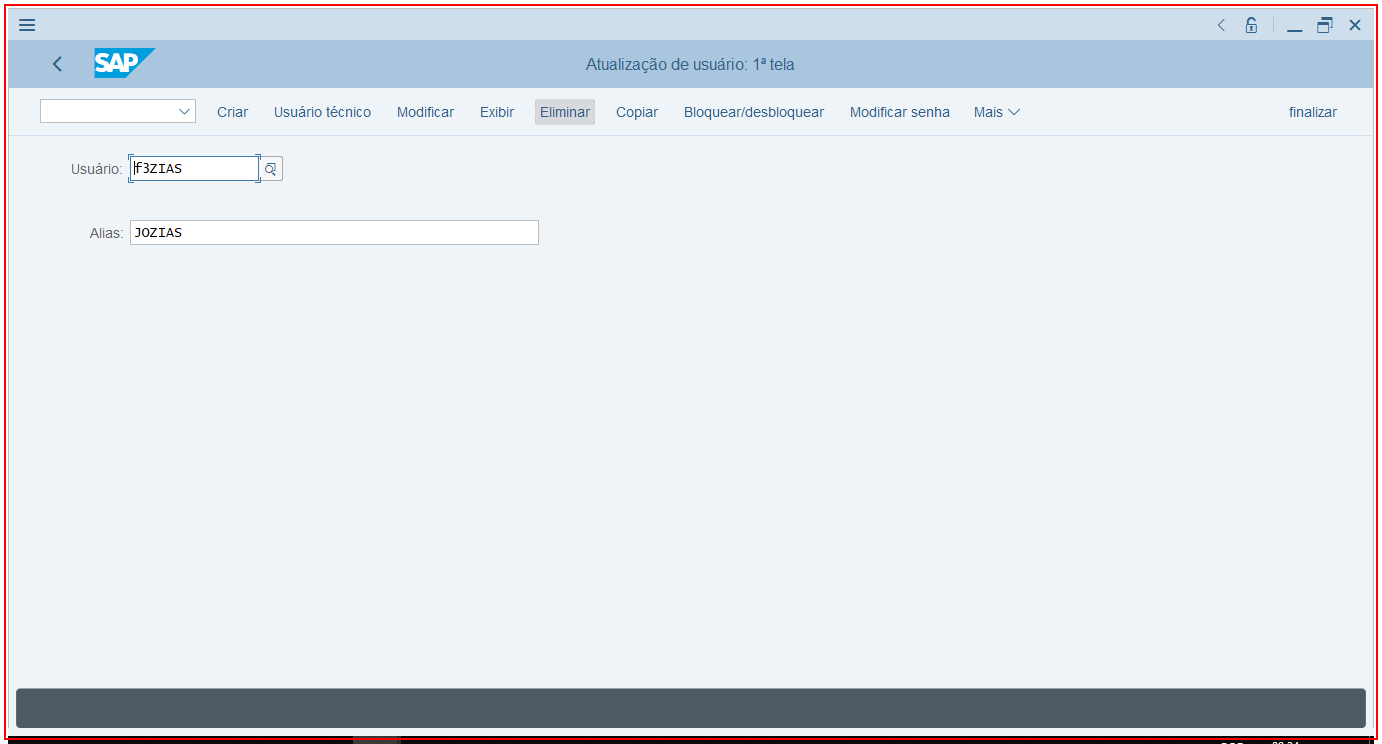 SAP
Atualização de usuário: 1ª tela
Criar Usuário técnico Modificar Exibir Eliminar Copiar Bloquear/desbloquear Modificar senha Mais finalizar
Usuário: f3ZIAS
Alias: JOZIAS